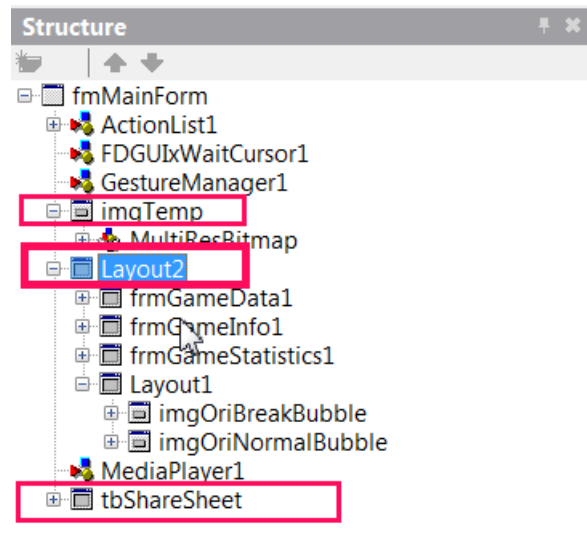 Structure
fmMainForm
ActionList1
FDGUIxWaitCursor1
GestureManager1
imgTemp
MultiResBitmap
Layout2
frmGameData1
frmGameInfo1
frmGameStatistics1
Layout1
imgOriBreakBubble
imgOriNormalBubble
MediaPlayer1
tbShareSheet